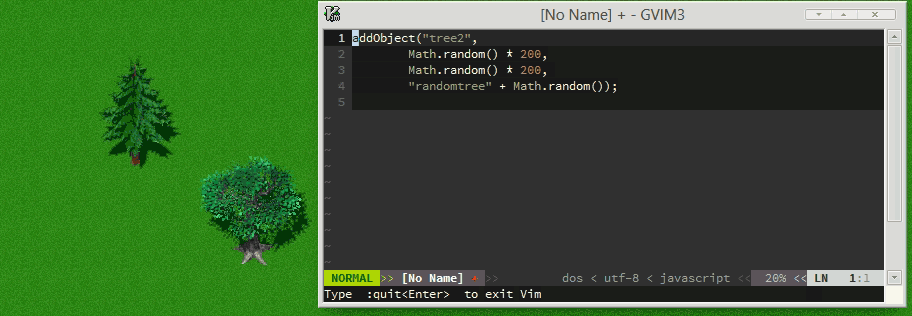 [No Name] + - GVIM3
1 addObject("tree2",
2 Math.random() * 200,
3 Math.random() * 200,
4 "randomtree" + Math.random());
5
~
~
~
~
~
~
~
~
~
~
NORMAL >> [No Name] >> dos < utf-8 < javascript << 20% << LN 1:1
Type :quit<Enter> to exit Vim